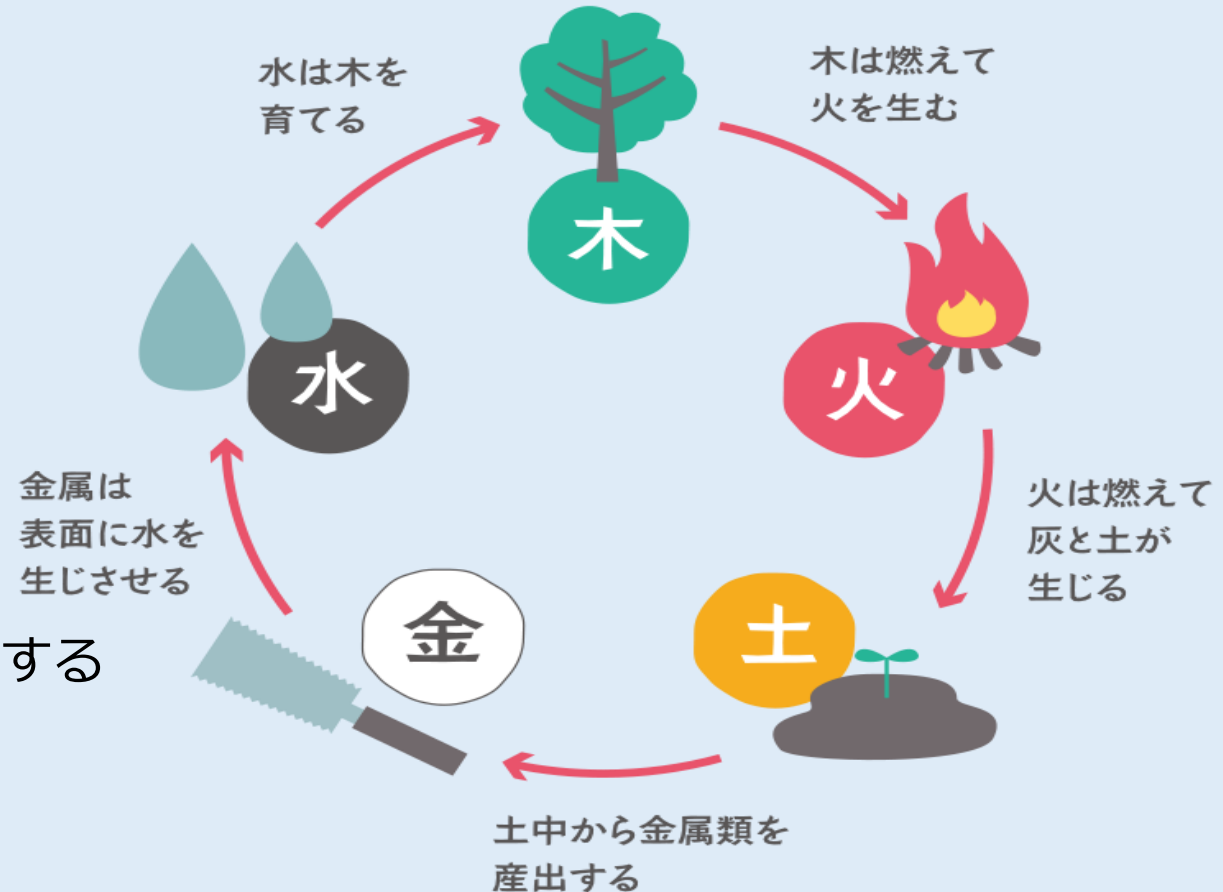 水は木を
育てる
木は燃えて
火を生む
木
水
火
金属は
表面に水を
生じさせる
火は燃えて
灰と土が
生じる
金
土
する
土中から金属類を
産出する